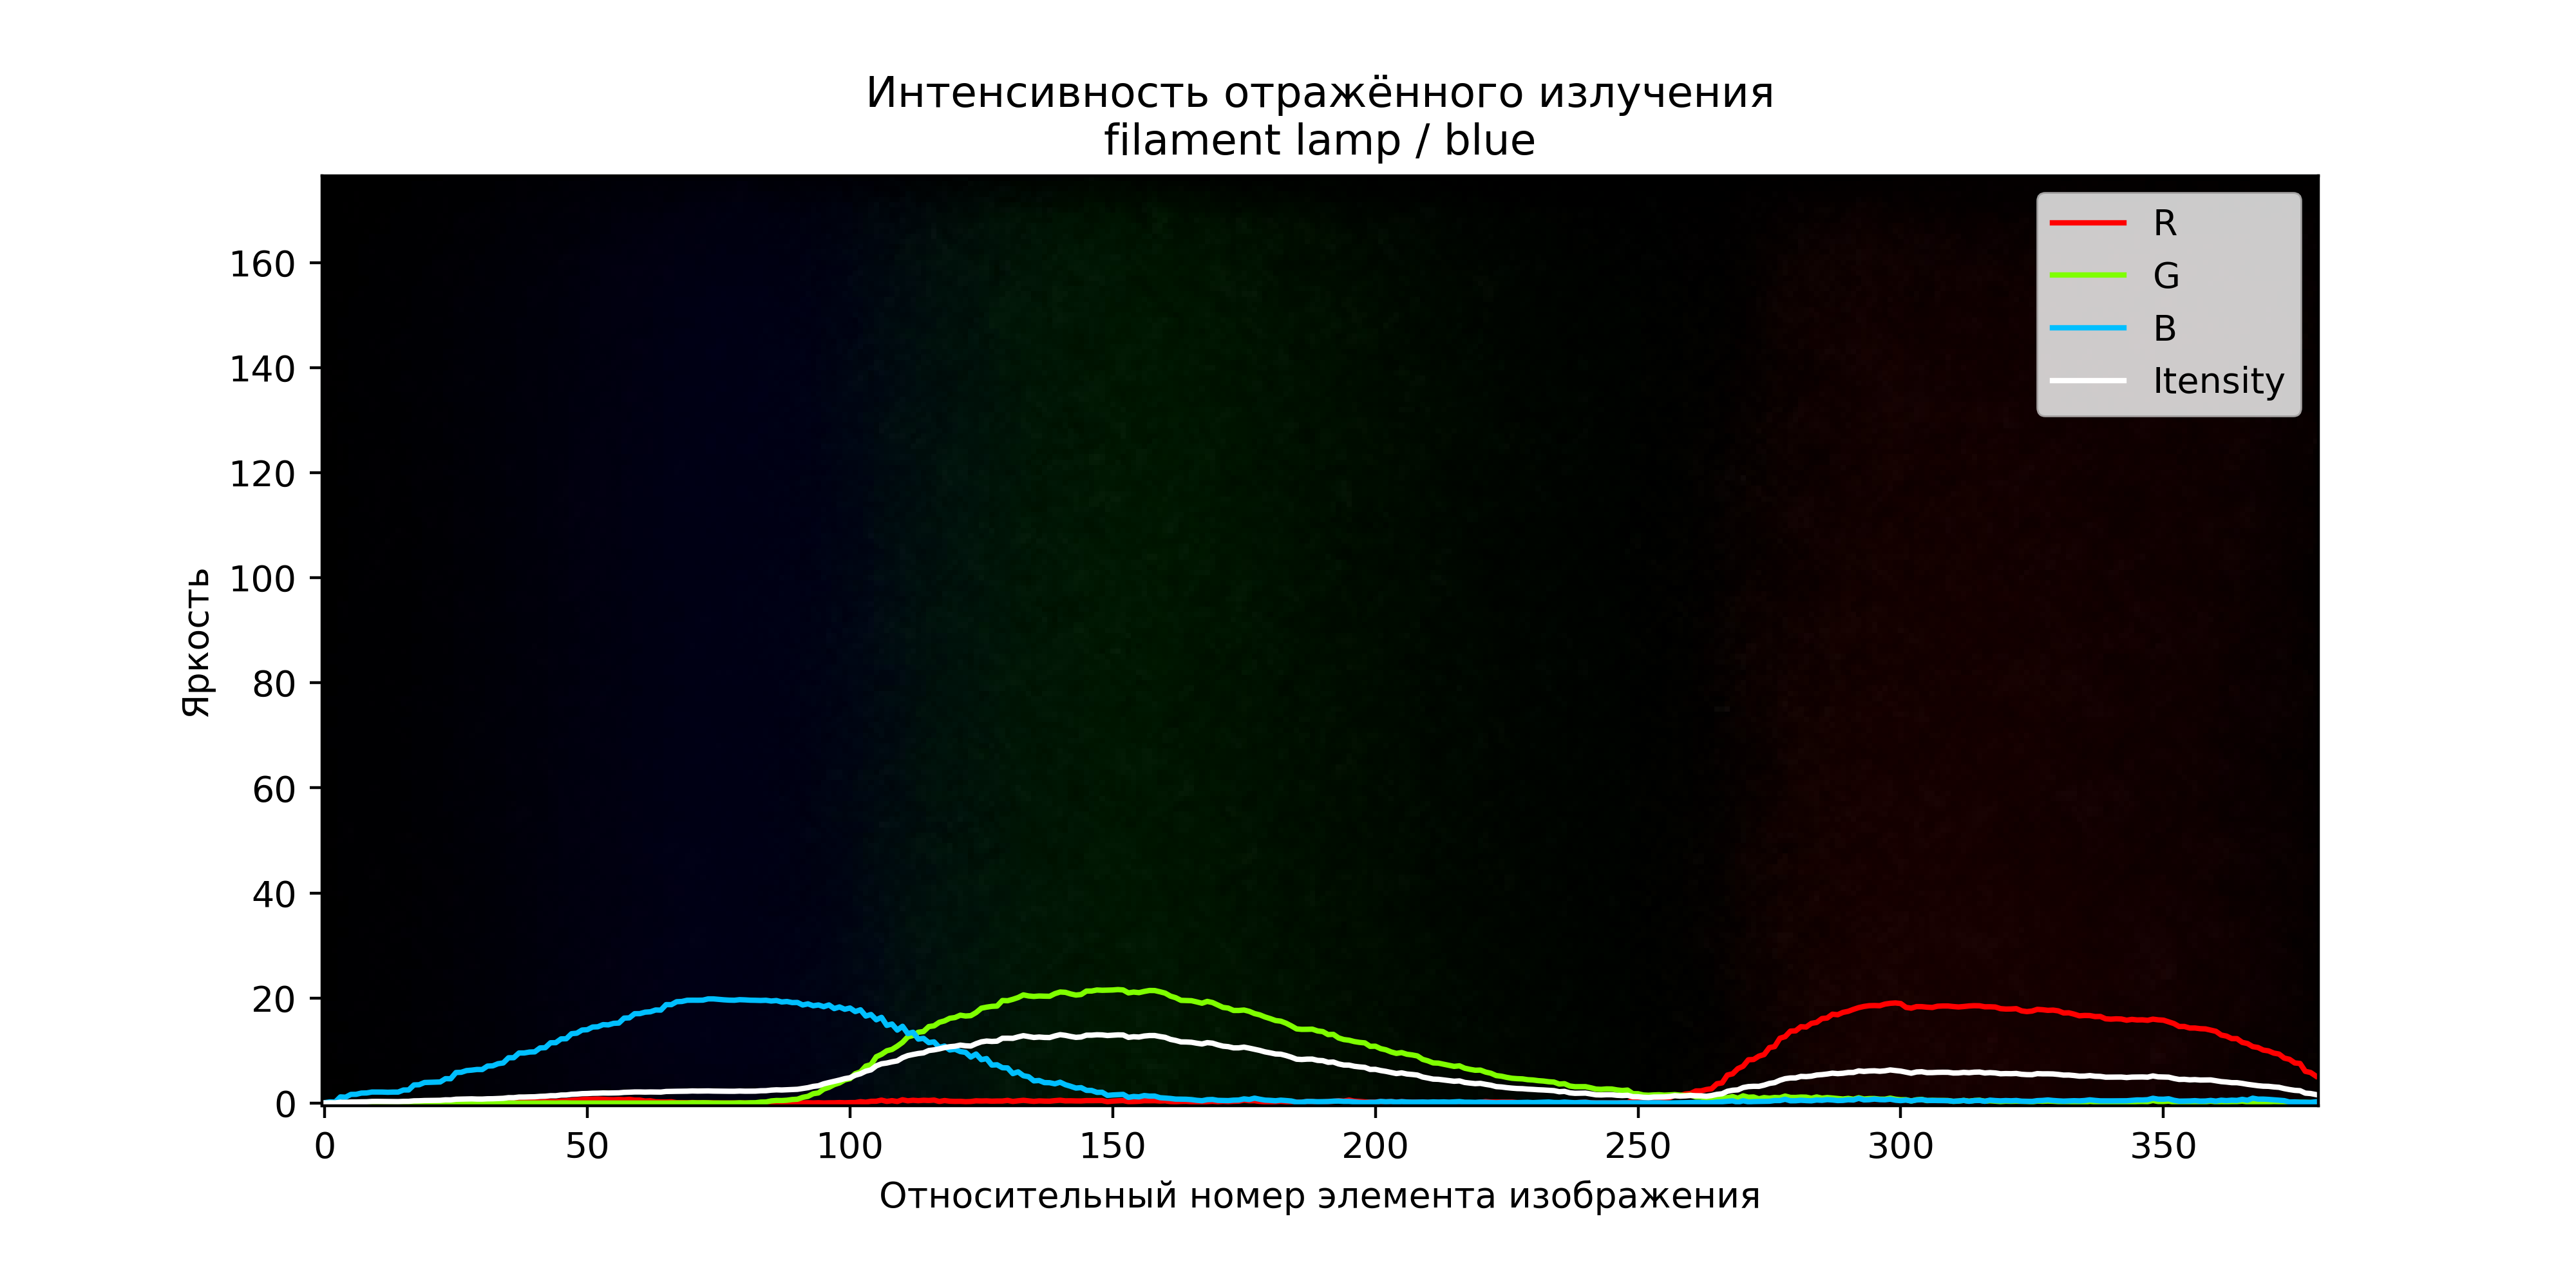 Интенсивность отражённого излучения
filament lamp / blue
R
G
B
Itensity
160
140
120
100
80
60
40
20
0
Яркость
0 50 100 150 200 250 300 350
Относительный номер элемента изображения